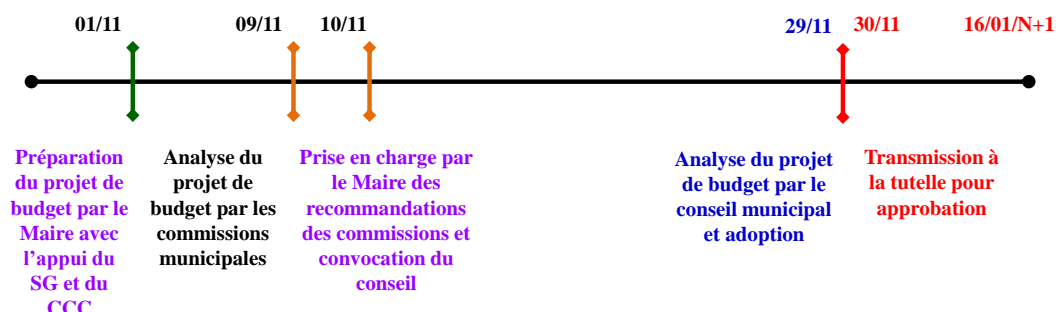 01/11 09/11 10/11 29/11 30/11 16/01/N+1
Préparation
du projet de
budget par le
Maire avec
l'appui du
SG et du
CCC
Analyse du
projet de
budget par les
commissions
municipales
Prise en charge par
le Maire des
recommandations
des commissions et
convocation du
conseil
Analyse du projet
de budget par le
conseil municipal
et adoption
Transmission à
la tutelle pour
approbation